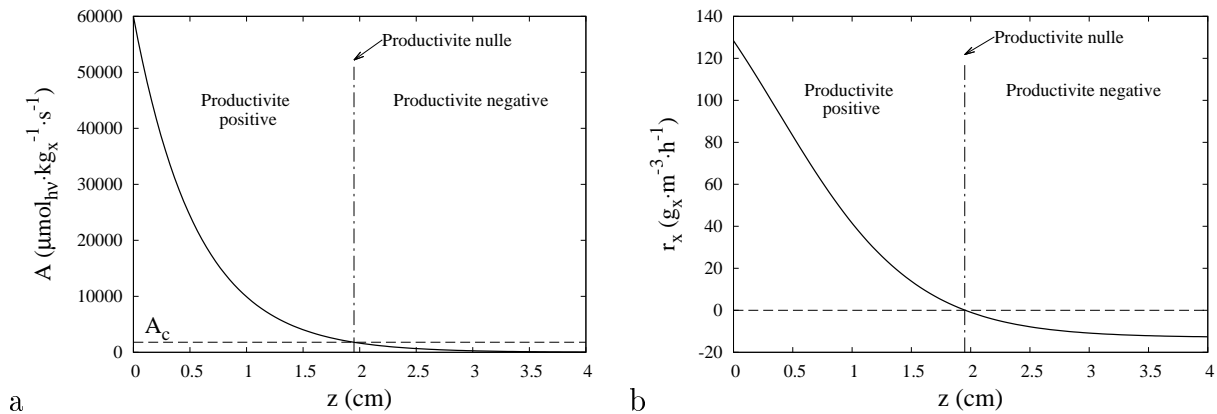 60000
50000
40000
30000
20000
10000
0
A (μmol_hν·kg_x^-1·s^-1)
Productivite nulle
Productivite
positive
Productivite negative
A_c
0 0.5 1 1.5 2 2.5 3 3.5 4
z (cm)
a
140
120
100
80
60
40
20
0
-20
r_x (g_x·m^-3·h^-1)
Productivite nulle
Productivite
positive
Productivite negative
0 0.5 1 1.5 2 2.5 3 3.5 4
z (cm)
b